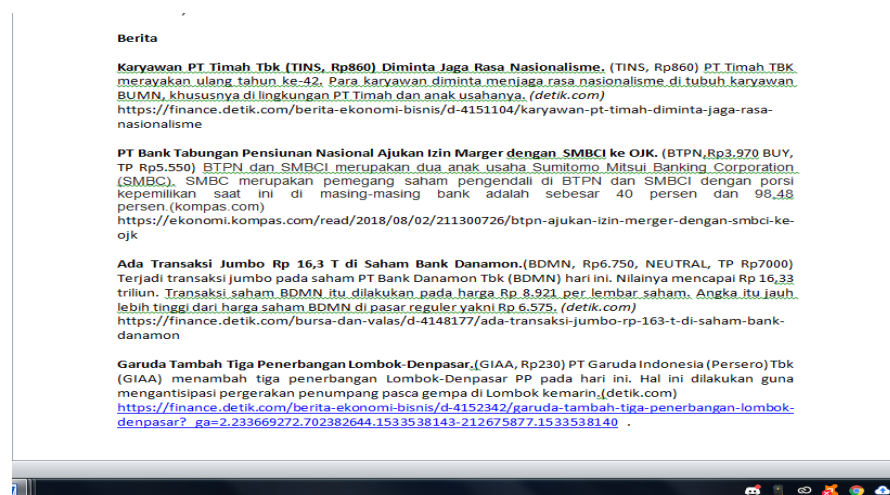 Berita
Karyawan PT Timah Tbk (TINS, Rp860) Diminta Jaga Rasa Nasionalisme. (TINS, Rp860) PT Timah TBK
merayakan ulang tahun ke-42. Para karyawan diminta menjaga rasa nasionalisme di tubuh karyawan
BUMN, khususnya di lingkungan PT Timah dan anak usahanya. (detik.com)
https://finance.detik.com/berita-ekonomi-bisnis/d-4151104/karyawan-pt-timah-diminta-jaga-rasa-
nasionalisme
PT Bank Tabungan Pensiunan Nasional Ajukan Izin Marger dengan SMBCI ke OJK. (BTPN,Rp3,970 BUY,
TP Rp5.550) BTPN dan SMBCI merupakan dua anak usaha Sumitomo Mitsui Banking Corporation
(SMBC). SMBC merupakan pemegang saham pengendali di BTPN dan SMBCI dengan porsi
kepemilikan saat ini di masing-masing bank adalah sebesar 40 persen dan 98,48
persen.(kompas.com)
https://ekonomi.kompas.com/read/2018/08/02/211300726/btpn-ajukan-izin-merger-dengan-smbci-ke-
ojk
Ada Transaksi Jumbo Rp 16,3 T di Saham Bank Danamon.(BDMN, Rp6.750, NEUTRAL, TP Rp7000)
Terjadi transaksi jumbo pada saham PT Bank Danamon Tbk (BDMN) hari ini. Nilainya mencapai Rp 16,33
triliun. Transaksi saham BDMN itu dilakukan pada harga Rp 8.921 per lembar saham. Angka itu jauh
lebih tinggi dari harga saham BDMN di pasar reguler yakni Rp 6.575. (detik.com)
https://finance.detik.com/bursa-dan-valas/d-4148177/ada-transaksi-jumbo-rp-163-t-di-saham-bank-
danamon
Garuda Tambah Tiga Penerbangan Lombok-Denpasar.(GIAA, Rp230) PT Garuda Indonesia (Persero) Tbk
(GIAA) menambah tiga penerbangan Lombok-Denpasar PP pada hari ini. Hal ini dilakukan guna
mengantisipasi pergerakan penumpang pasca gempa di Lombok kemarin.(detik.com)
https://finance.detik.com/berita-ekonomi-bisnis/d-4152342/garuda-tambah-tiga-penerbangan-lombok-
denpasar?_ga=2.233669272.702382644.1533538143-212675877.1533538140 .